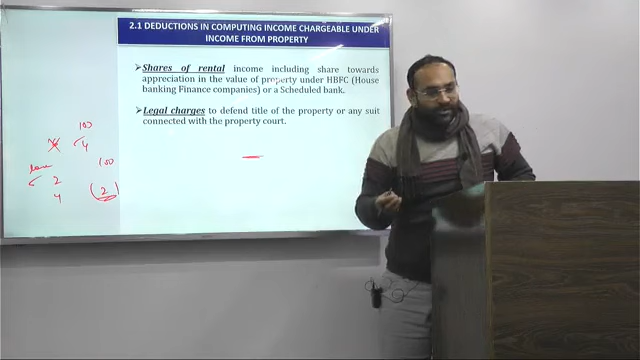 2.1 DEDUCTIONS IN COMPUTING INCOME CHARGEABLE UNDER
INCOME FROM PROPERTY
➢Shares of rental income including share towards
appreciation in the value of property under HBFC (House
banking Finance companies) or a Scheduled bank.
➢Legal charges to defend title of the property or any suit
connected with the property court.
100
4
100
2
(2)
4